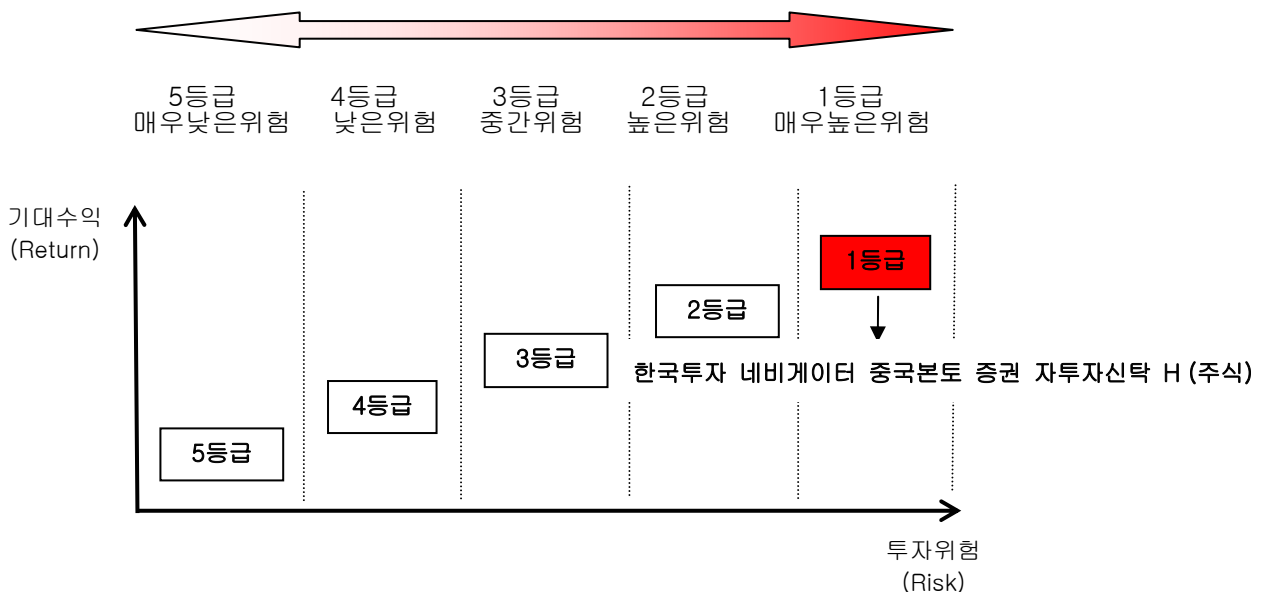 5등급 4등급 3등급 2등급 1등급
매우낮은위험 낮은위험 중간위험 높은위험 매우높은위험
기대수익
(Return)
1등급
2등급
3등급
한국투자 네비게이터 중국본토 증권 자투자신탁 H (주식)
4등급
5등급
투자위험
(Risk)